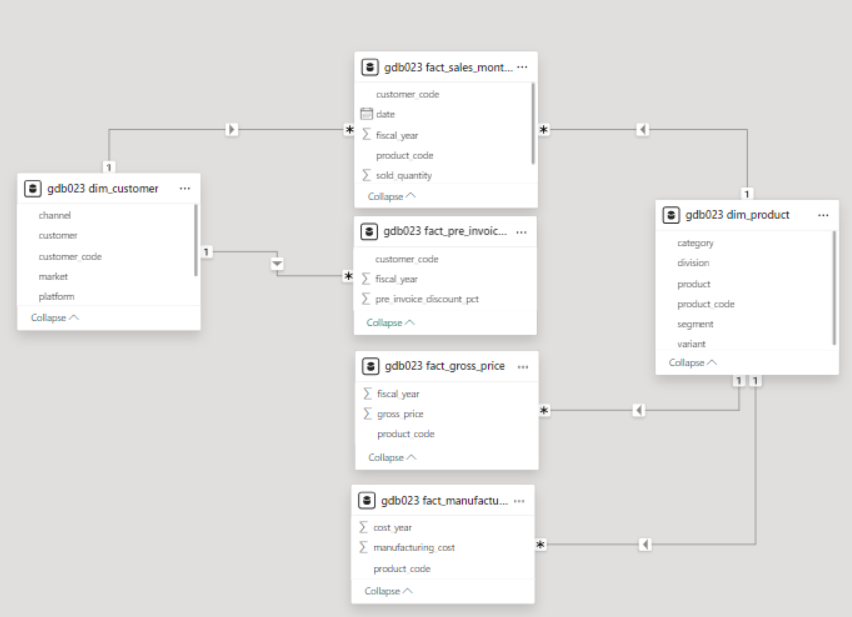 gdb023 fact_sales_mont... ...
customer_code
date
∑ fiscal_year
product_code
∑ sold_quantity
Collapse
* *
1
1
gdb023 dim_customer ...
channel
customer
customer_code
market
platform
Collapse
1
gdb023 fact_pre_invoic... ...
customer_code
∑ fiscal_year
∑ pre_invoice_discount_pct
Collapse
*
gdb023 dim_product ...
category
division
product
product_code
segment
variant
Collapse
1 1
gdb023 fact_gross_price ...
∑ fiscal_year
∑ gross_price
product_code
Collapse
*
gdb023 fact_manufactu... ...
∑ cost_year
∑ manufacturing_cost
product_code
Collapse
*